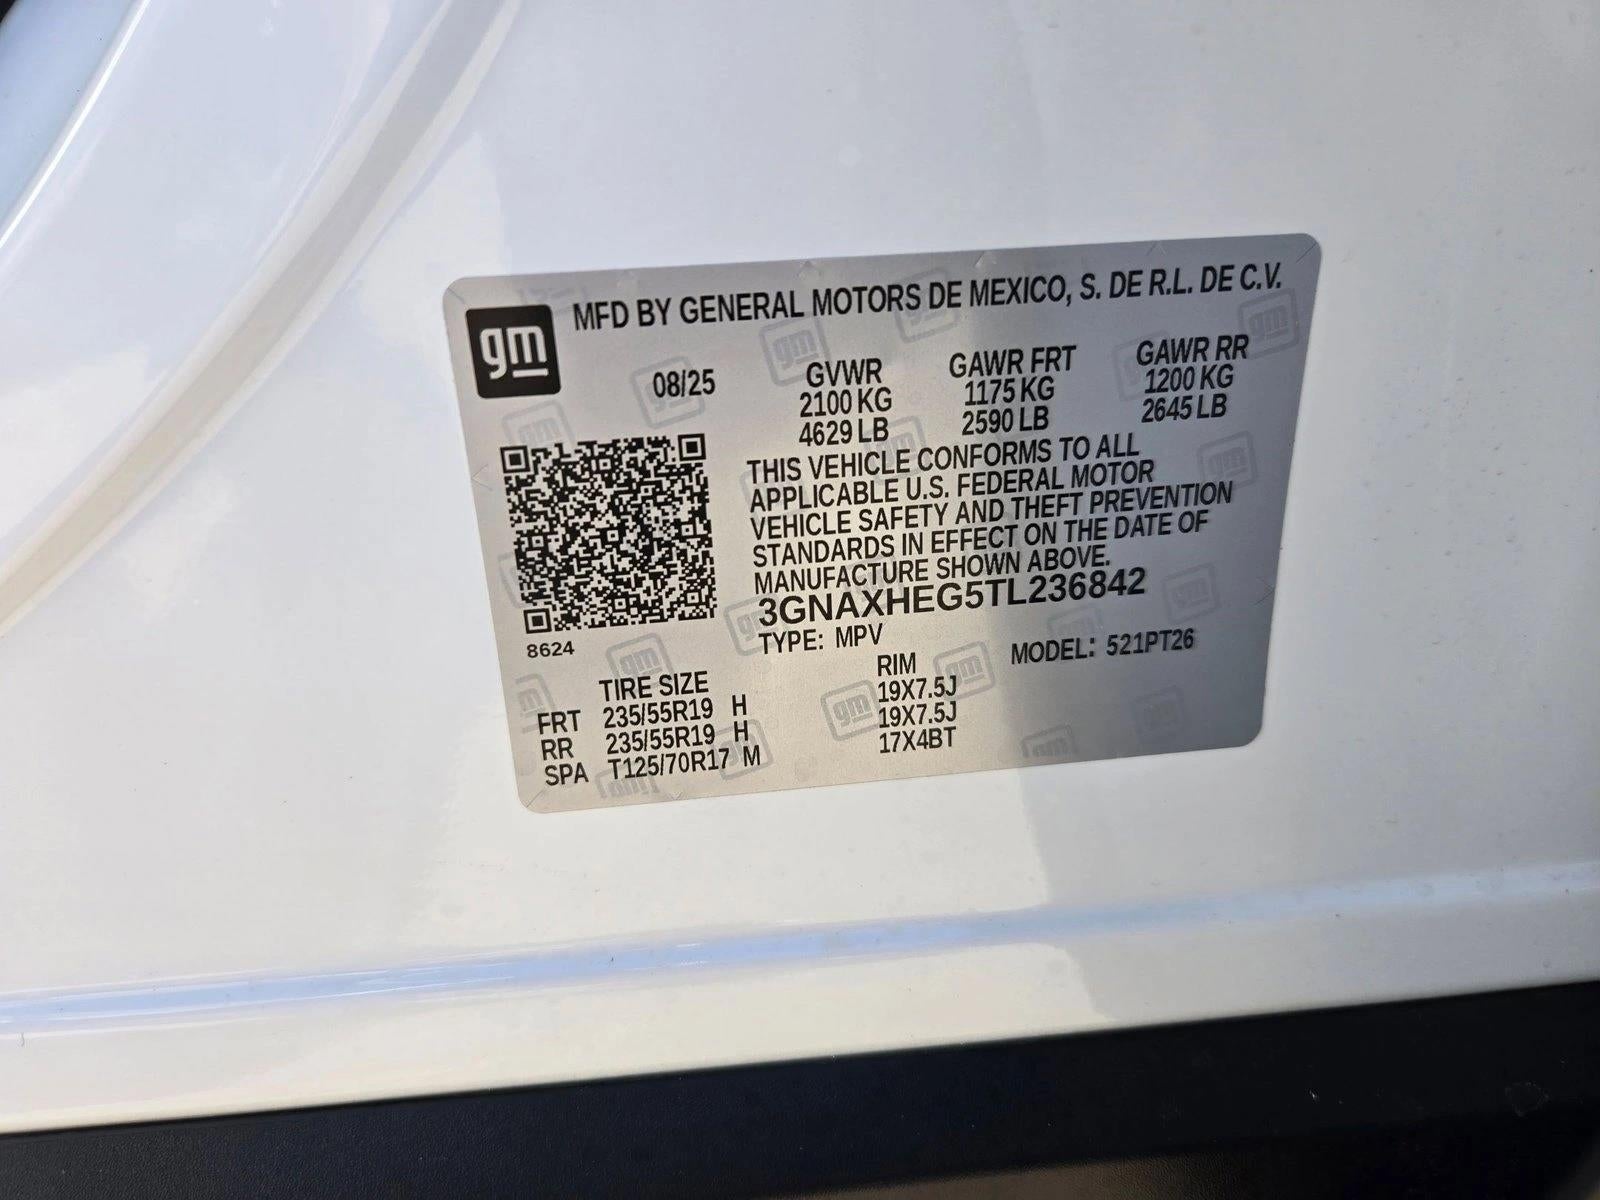 gm MFD BY GENERAL MOTORS DE MEXICO, S. DE R.L. DE C.V.
08/25 GVWR GAWR FRT GAWR RR
2100 KG 1175 KG 1200 KG
4629 LB 2590 LB 2645 LB
THIS VEHICLE CONFORMS TO ALL
APPLICABLE U.S. FEDERAL MOTOR
VEHICLE SAFETY AND THEFT PREVENTION
STANDARDS IN EFFECT ON THE DATE OF
MANUFACTURE SHOWN ABOVE.
3GNAXHEG5TL236842
8624 TYPE: MPV MODEL: 521PT26
TIRE SIZE RIM
FRT 235/55R19 H 19X7.5J
RR 235/55R19 H 19X7.5J
SPA T125/70R17 M 17X4BT